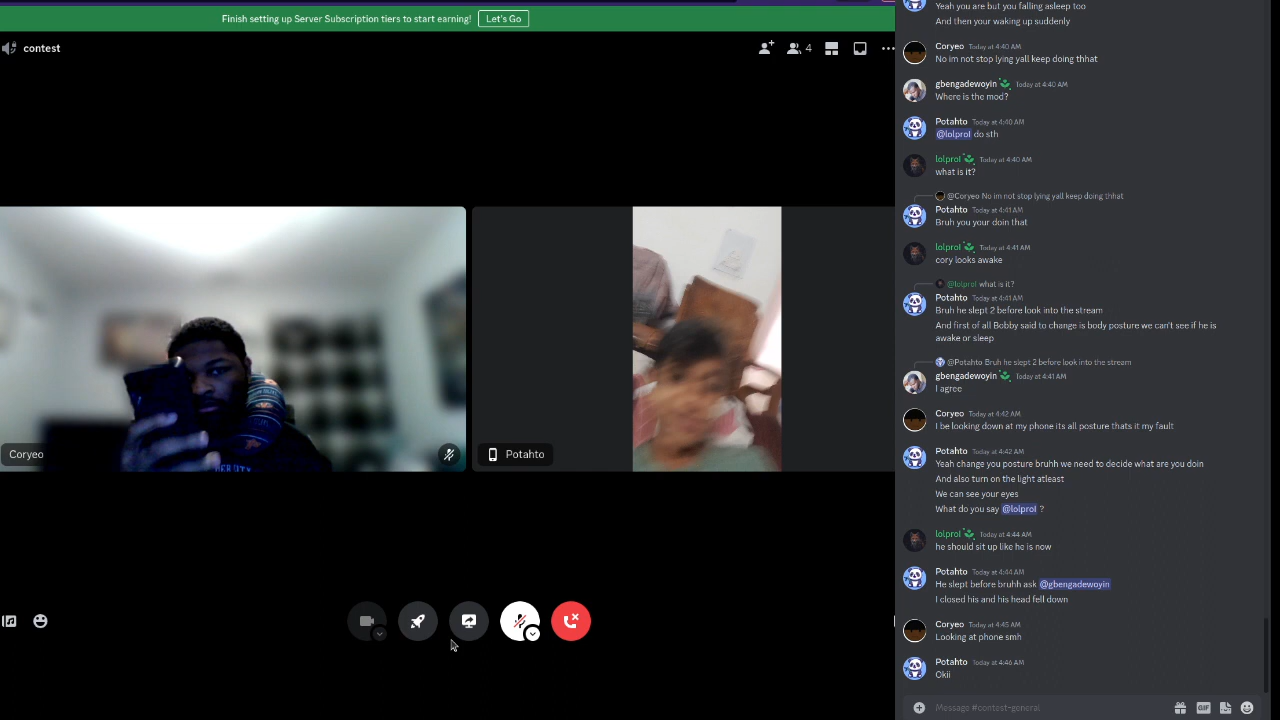 Finish setting up Server Subscription tiers to start earning!
Let's Go
contest
4
Coryeo
Potahto
Yeah you are but you falling asleep too
And then your waking up suddenly
Coryeo Today at 4:40 AM
No im not stop lying yall keep doing thhat
gbengadewoyin Today at 4:40 AM
Where is the mod?
Potahto Today at 4:40 AM
@lolprol do sth
lolprol Today at 4:40 AM
what is it?
@Coryeo No im not stop lying yall keep doing thhat
Potahto Today at 4:41 AM
Bruh you your doin that
lolprol Today at 4:41 AM
cory looks awake
@lolprol what is it?
Potahto Today at 4:41 AM
Bruh he slept 2 before look into the stream
And first of all Bobby said to change is body posture we can't see if he is
awake or sleep
@Potahto Bruh he slept 2 before look into the stream
gbengadewoyin Today at 4:41 AM
I agree
Coryeo Today at 4:42 AM
I be looking down at my phone its all posture thats it my fault
Potahto Today at 4:42 AM
Yeah change you posture bruhh we need to decide what are you doin
And also turn on the light atleast
We can see your eyes
What do you say @lolprol ?
lolprol Today at 4:44 AM
he should sit up like he is now
Potahto Today at 4:44 AM
He slept before bruhh ask @gbengadewoyin
I closed his and his head fell down
Coryeo Today at 4:45 AM
Looking at phone smh
Potahto Today at 4:46 AM
Okii
Message #contest-general
GIF